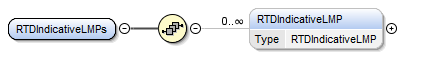 RTDIndicativeLMPs
0..∞
RTDIndicativeLMP
Type RTDIndicativeLMP